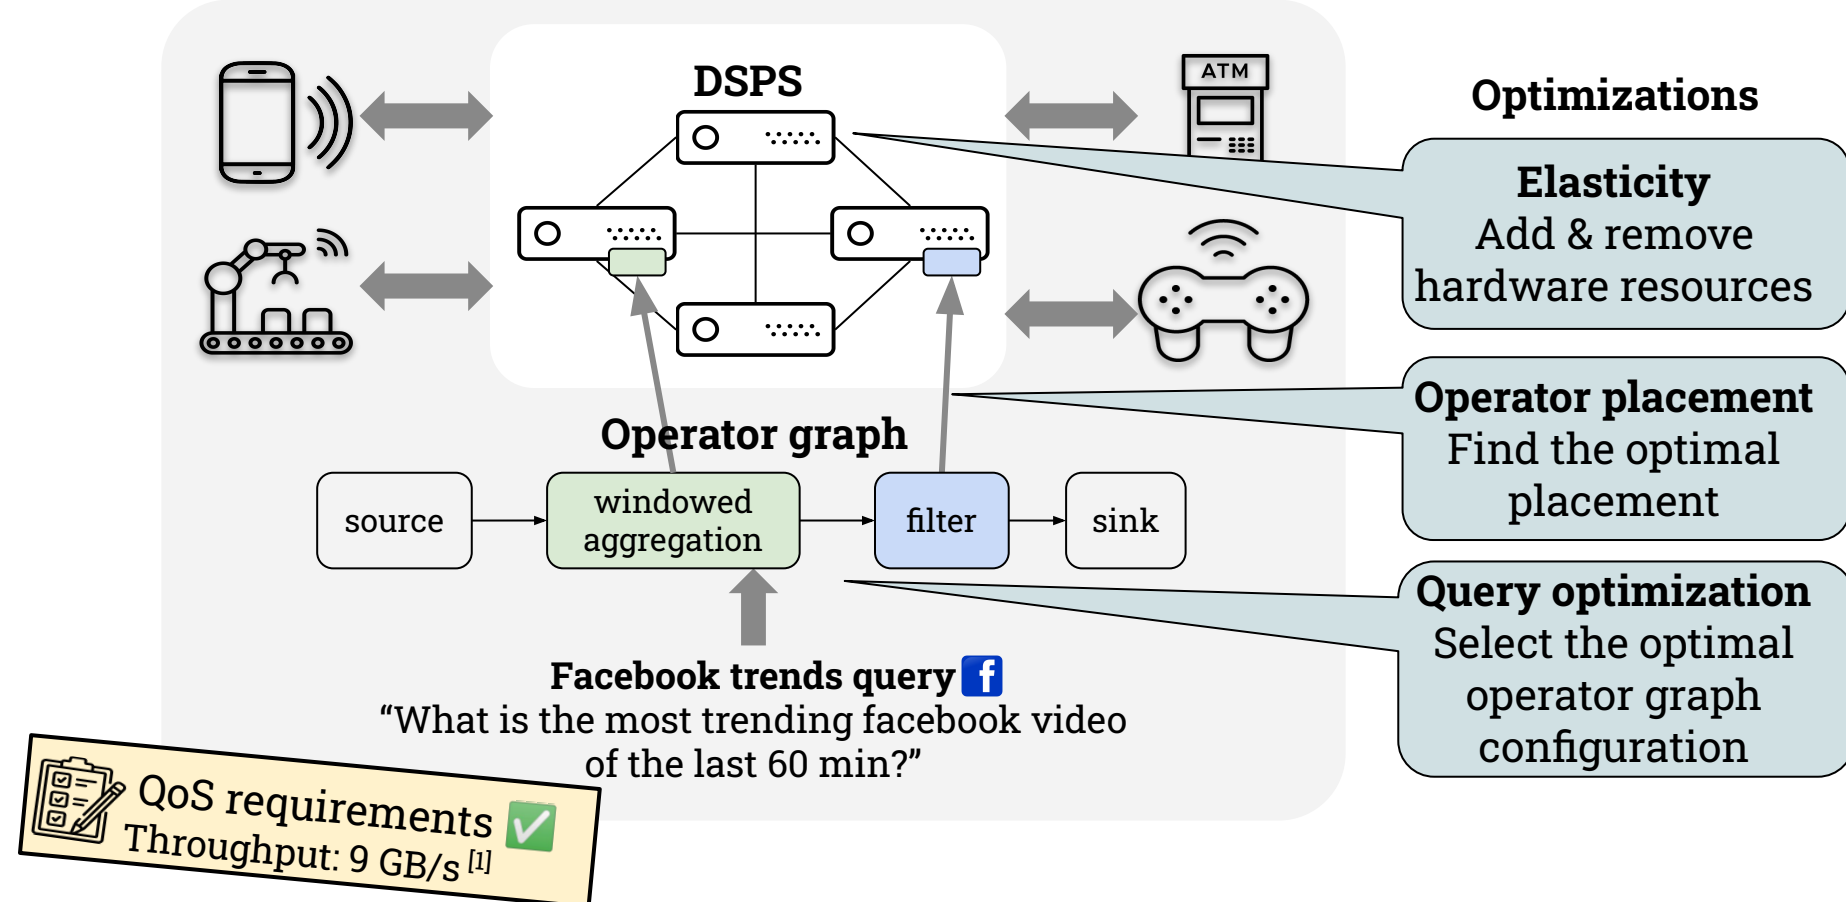 DSPS
ATM
Optimizations
Elasticity
Add & remove
hardware resources
Operator placement
Find the optimal
placement
Operator graph
source
windowed
aggregation
filter
sink
Query optimization
Select the optimal
operator graph
configuration
Facebook trends query f
“What is the most trending facebook video
of the last 60 min?”
QoS requirements
Throughput: 9 GB/s [1]